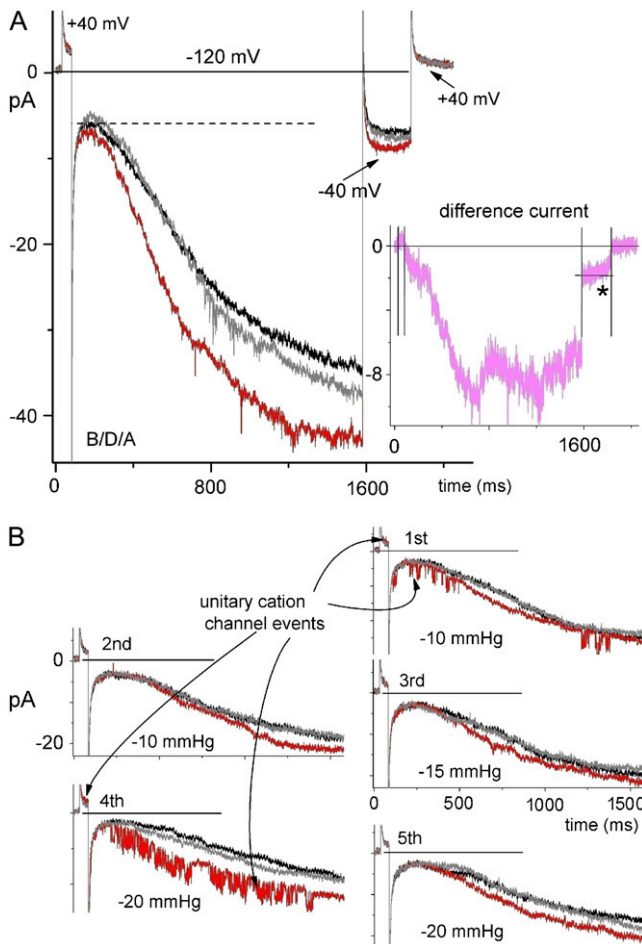 A
+40 mV
-120 mV
0
pA
+40 mV
-40 mV
difference current
-20
0
*
-8
-40
B/D/A
0
1600
0
800
1600
time (ms)
B
1st
unitary cation
channel events
-10 mmHg
2nd
0
pA
3rd
-10 mmHg
-20
-15 mmHg
4th
0
500
1000
1500
time (ms)
5th
-20 mmHg
-20 mmHg